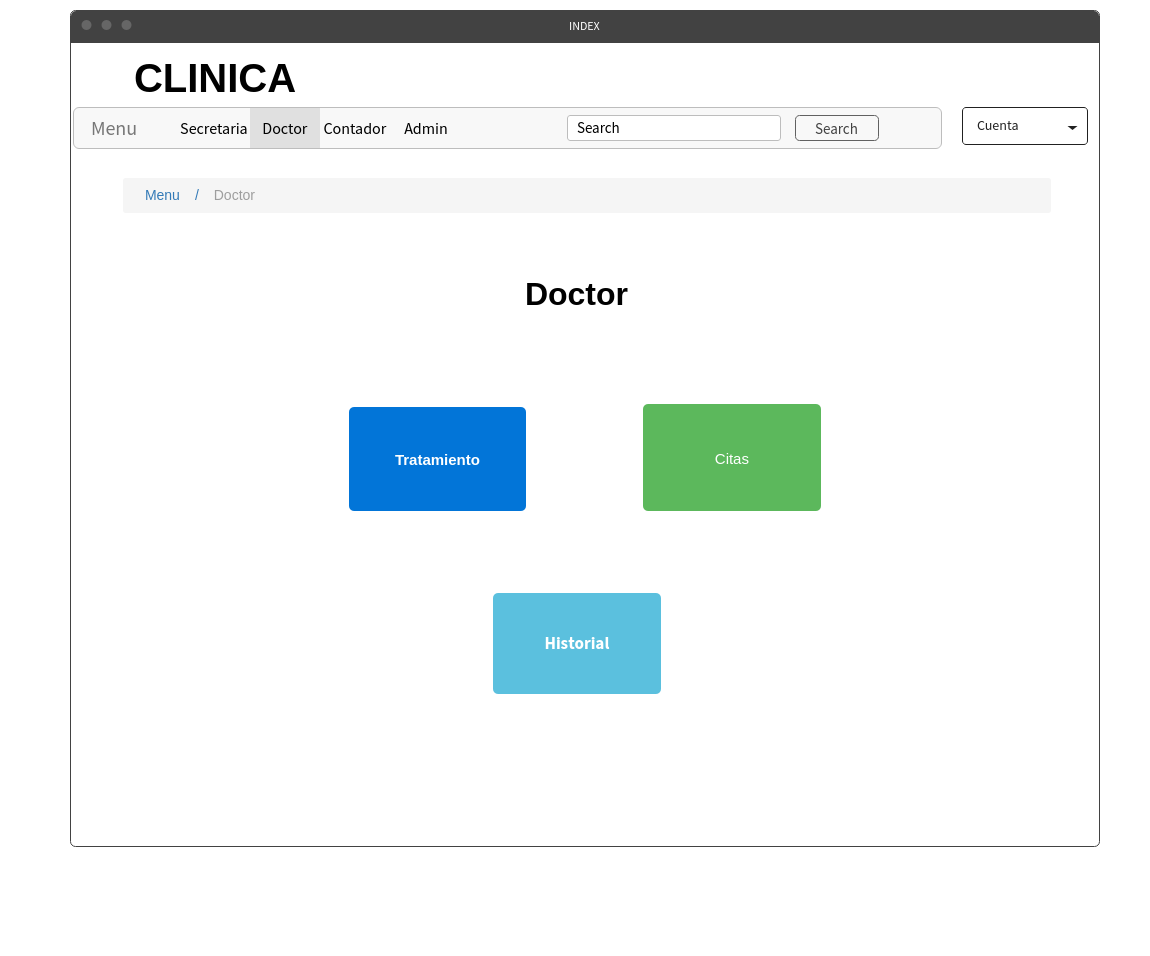 INDEX
CLINICA
Menu Secretaria Doctor Contador Admin Search Search Cuenta
Menu / Doctor
Doctor
Tratamiento Citas
Historial